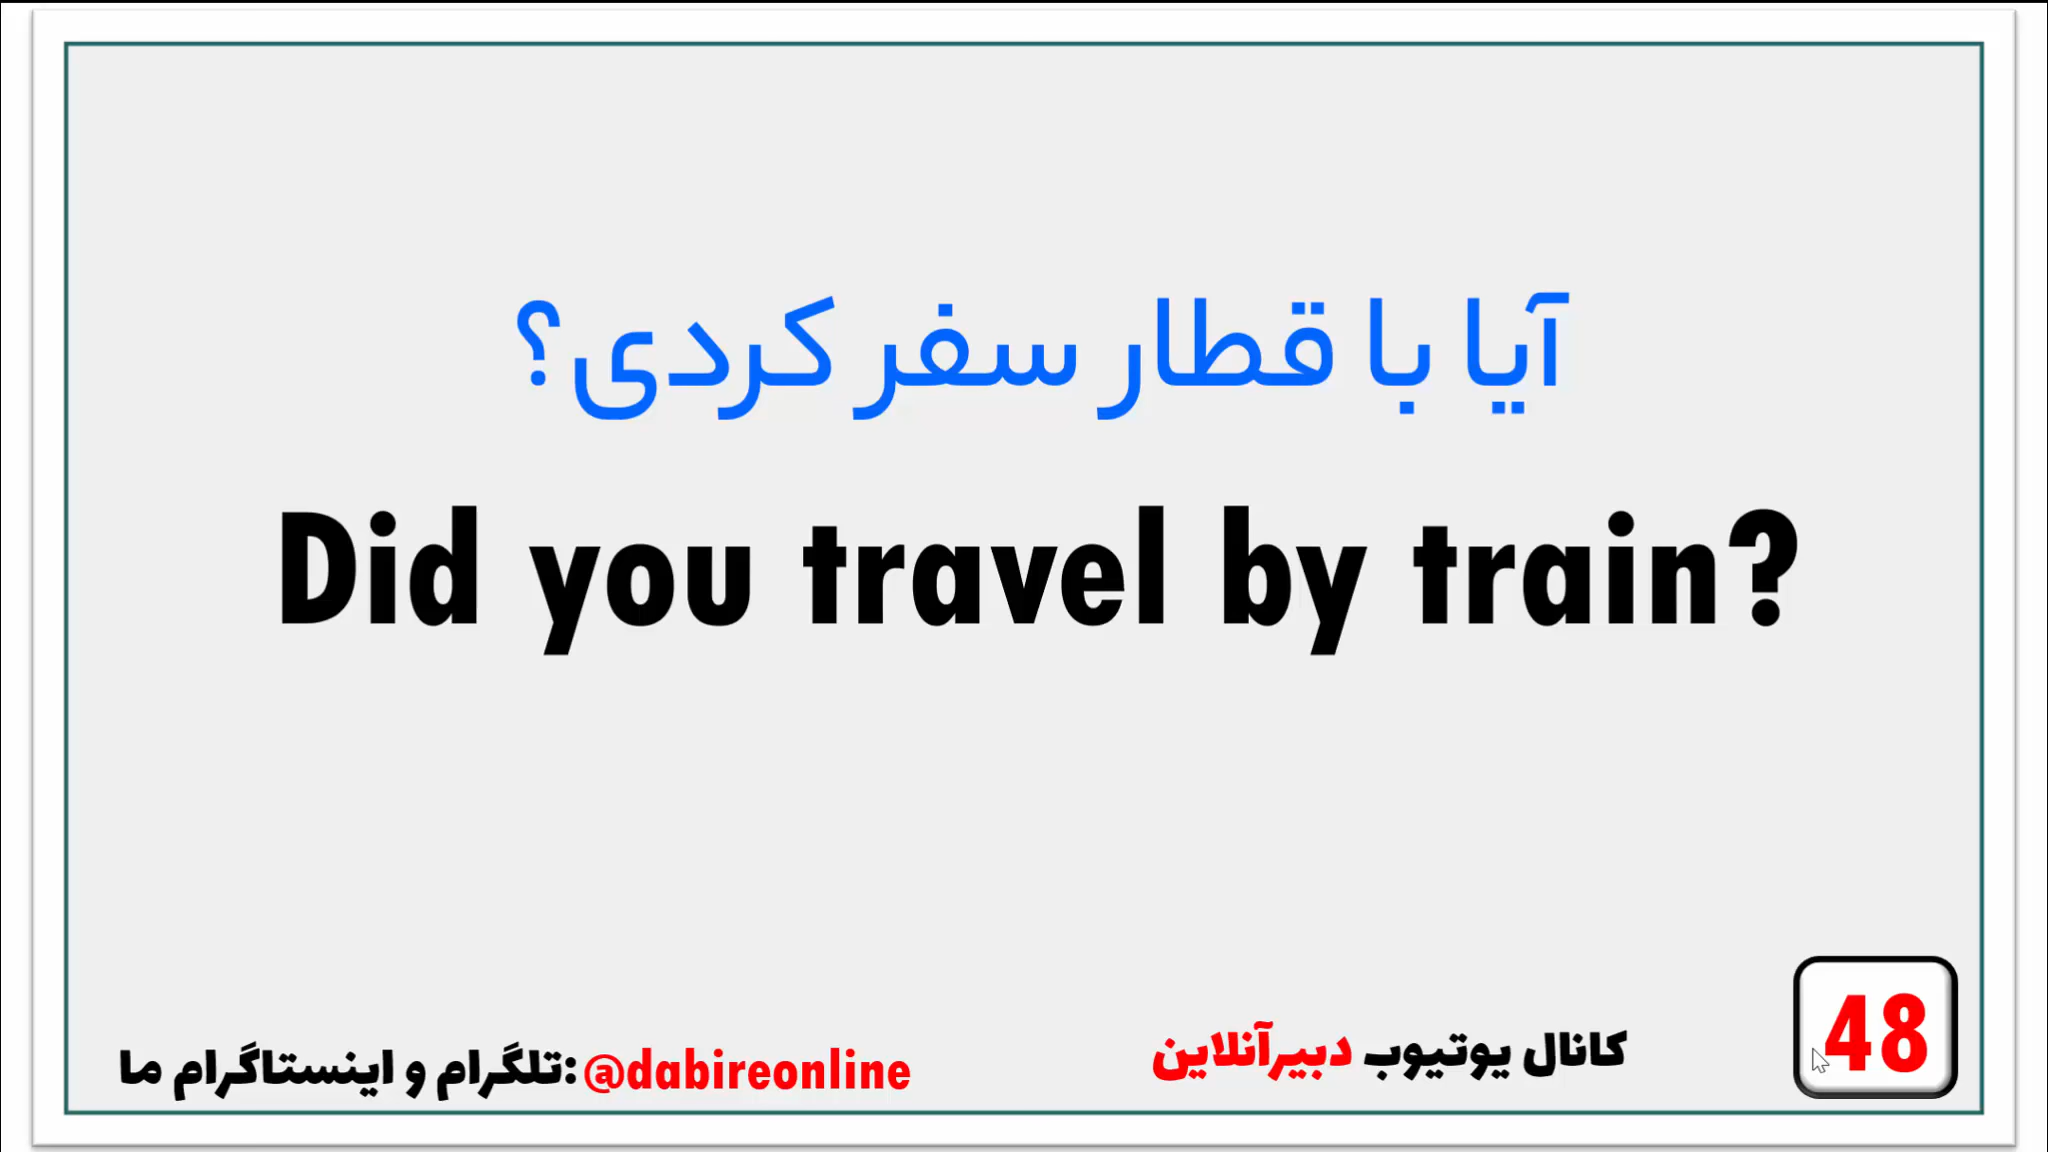 آیا با قطار سفر کردی؟
Did you travel by train?
کانال یوتیوب دبیرآنلاین
تلگرام و اینستاگرام ما: @dabireonline
48